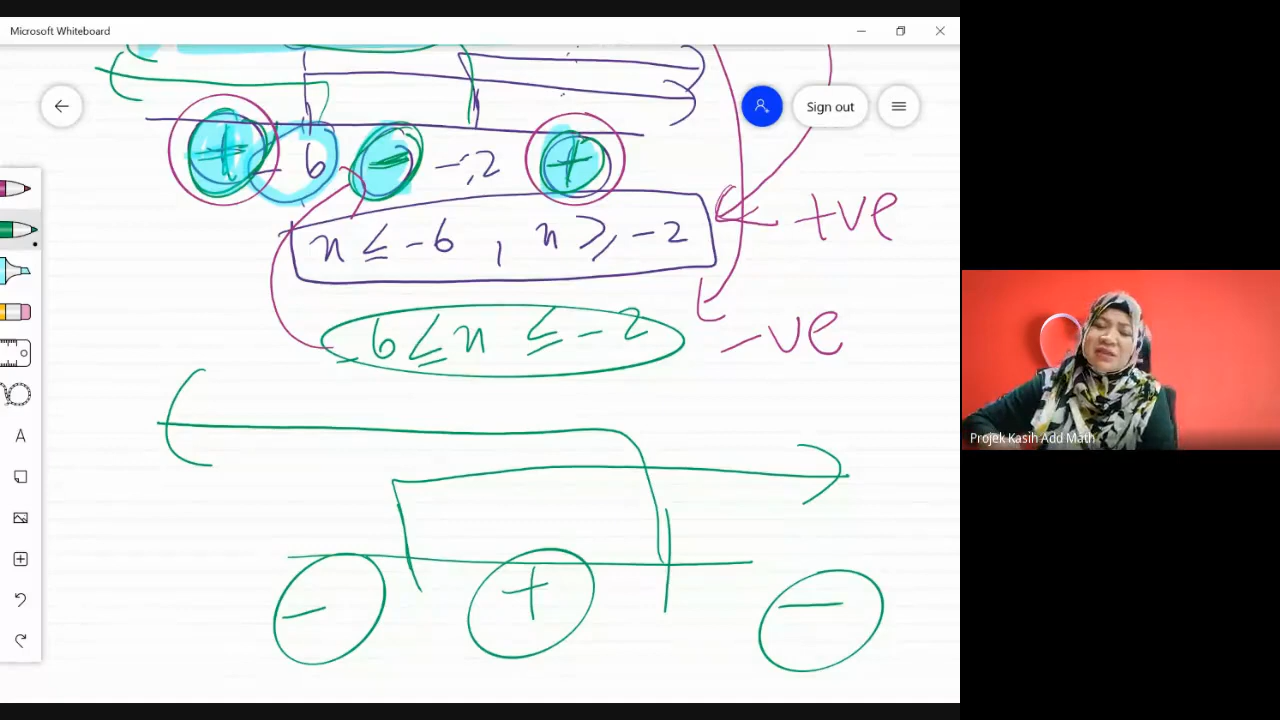 Microsoft Whiteboard
Sign out
+ -6 - -2 +
x ≤ -6 , x ≥ -2
+ve
-6 ≤ x ≤ -2
-ve
Projek Kasih Add Math
A
- + -